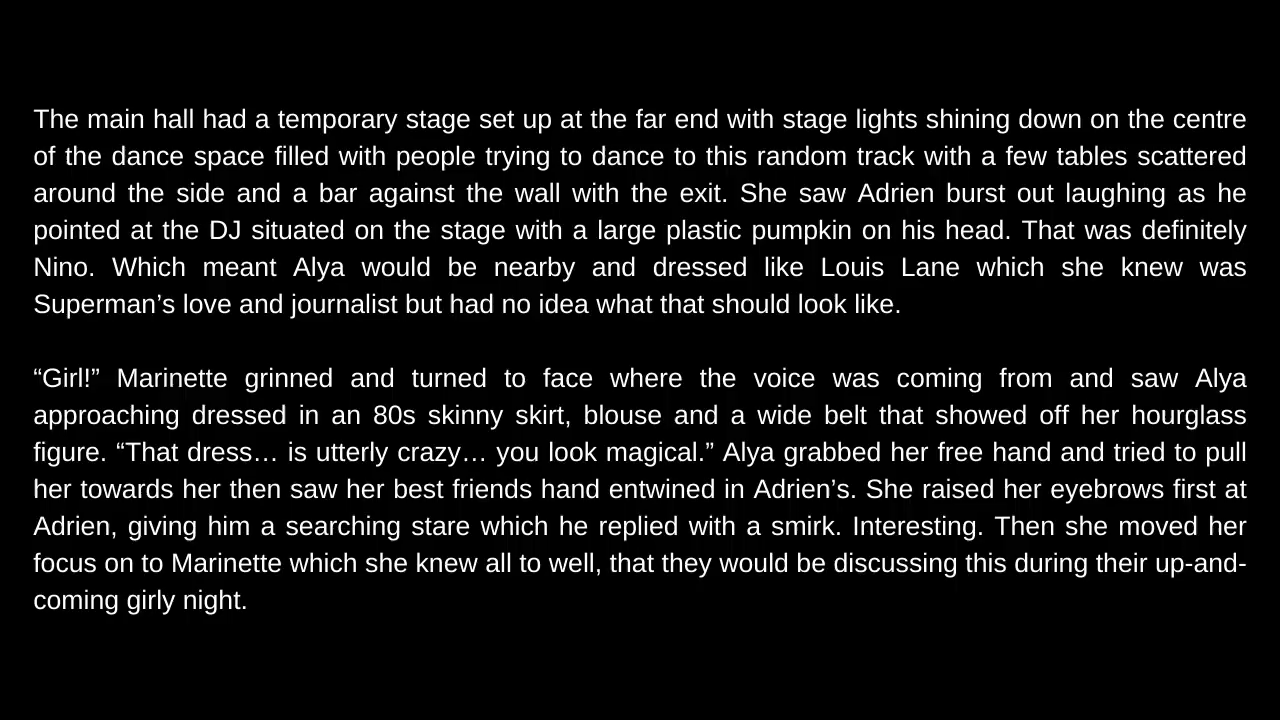 The main hall had a temporary stage set up at the far end with stage lights shining down on the centre
of the dance space filled with people trying to dance to this random track with a few tables scattered
around the side and a bar against the wall with the exit. She saw Adrien burst out laughing as he
pointed at the DJ situated on the stage with a large plastic pumpkin on his head. That was definitely
Nino. Which meant Alya would be nearby and dressed like Louis Lane which she knew was
Superman’s love and journalist but had no idea what that should look like.
“Girl!” Marinette grinned and turned to face where the voice was coming from and saw Alya
approaching dressed in an 80s skinny skirt, blouse and a wide belt that showed off her hourglass
figure. “That dress… is utterly crazy… you look magical.” Alya grabbed her free hand and tried to pull
her towards her then saw her best friends hand entwined in Adrien’s. She raised her eyebrows first at
Adrien, giving him a searching stare which he replied with a smirk. Interesting. Then she moved her
focus on to Marinette which she knew all to well, that they would be discussing this during their up-and-
coming girly night.